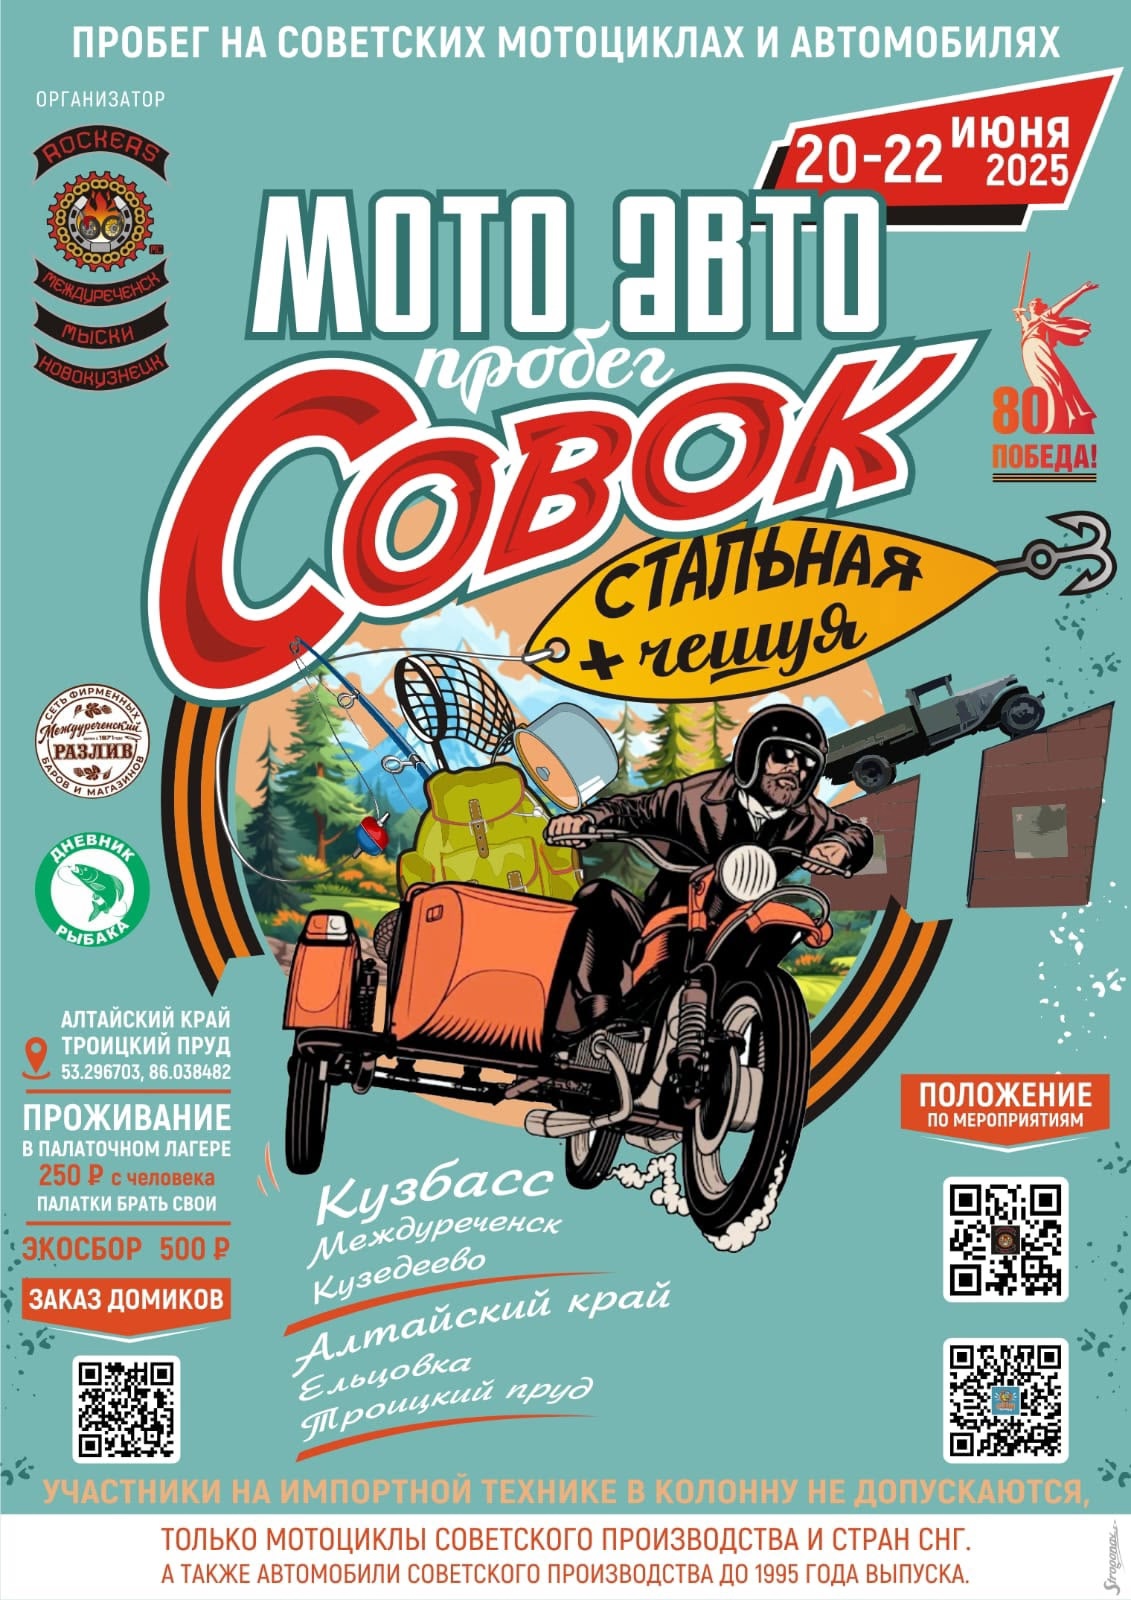 ПРОБЕГ НА СОВЕТСКИХ МОТОЦИКЛАХ И АВТОМОБИЛЯХ
ОРГАНИЗАТОР
ROCKERS
МЕЖДУРЕЧЕНСК
МЫСКИ
НОВОКУЗНЕЦК
20-22 ИЮНЯ
2025
МОТО АВТО
пробег
СОВОК
80
ПОБЕДА!
СТАЛЬНАЯ
+ чешуя
СЕТЬ ФИРМЕННЫХ
Междуреченский
РАЗЛИВ
БАРОВ И МАГАЗИНОВ
ДНЕВНИК
РЫБАКА
АЛТАЙСКИЙ КРАЙ
ТРОИЦКИЙ ПРУД
53.296703, 86.038482
ПРОЖИВАНИЕ
В ПАЛАТОЧНОМ ЛАГЕРЕ
250 ₽ с человека
ПАЛАТКИ БРАТЬ СВОИ
ЭКОСБОР 500 ₽
ЗАКАЗ ДОМИКОВ
Кузбасс
Междуреченск
Кузедеево
Алтайский край
Ельцовка
Троицкий пруд
ПОЛОЖЕНИЕ
ПО МЕРОПРИЯТИЯМ
УЧАСТНИКИ НА ИМПОРТНОЙ ТЕХНИКЕ В КОЛОННУ НЕ ДОПУСКАЮТСЯ,
ТОЛЬКО МОТОЦИКЛЫ СОВЕТСКОГО ПРОИЗВОДСТВА И СТРАН СНГ.
А ТАКЖЕ АВТОМОБИЛИ СОВЕТСКОГО ПРОИЗВОДСТВА ДО 1995 ГОДА ВЫПУСКА.